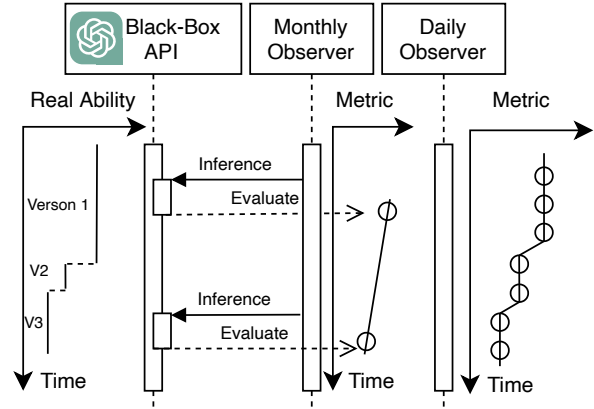 Black-Box
API
Monthly
Observer
Daily
Observer
Real Ability
Metric
Metric
Inference
Evaluate
Verson 1
V2
V3
Inference
Evaluate
Time
Time
Time